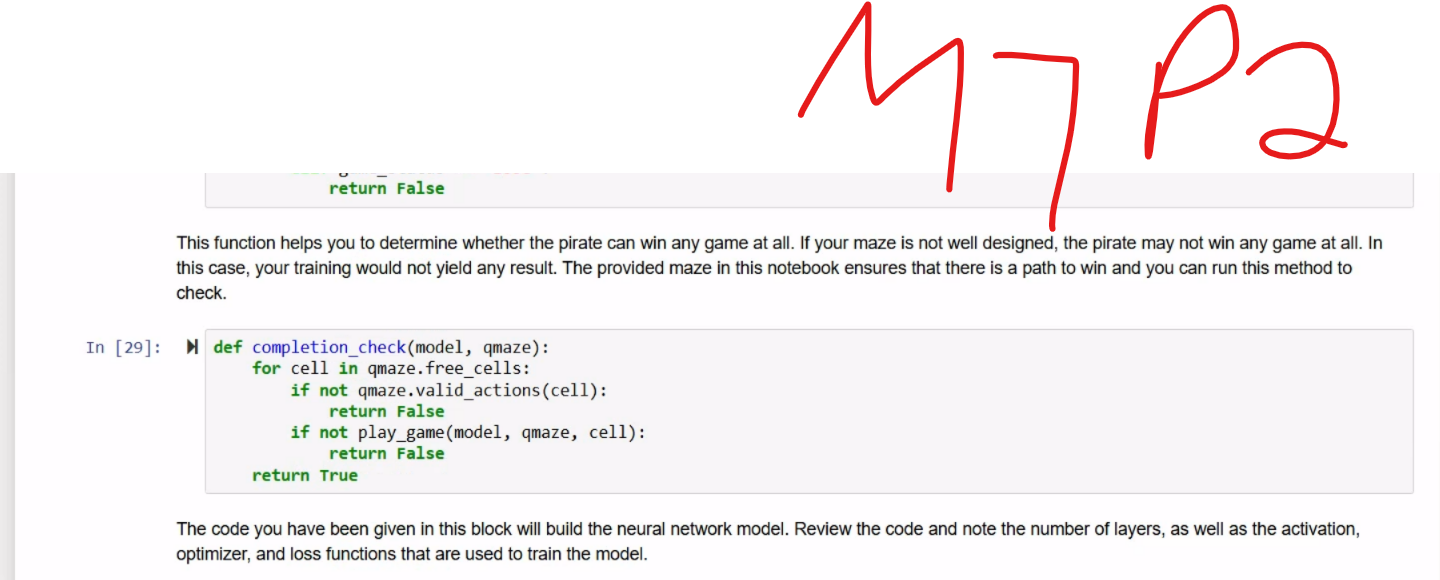 M7 P2
return False
This function helps you to determine whether the pirate can win any game at all. If your maze is not well designed, the pirate may not win any game at all. In
this case, your training would not yield any result. The provided maze in this notebook ensures that there is a path to win and you can run this method to
check.
In [29]: def completion_check(model, qmaze):
for cell in qmaze.free_cells:
if not qmaze.valid_actions(cell):
return False
if not play_game(model, qmaze, cell):
return False
return True
The code you have been given in this block will build the neural network model. Review the code and note the number of layers, as well as the activation,
optimizer, and loss functions that are used to train the model.